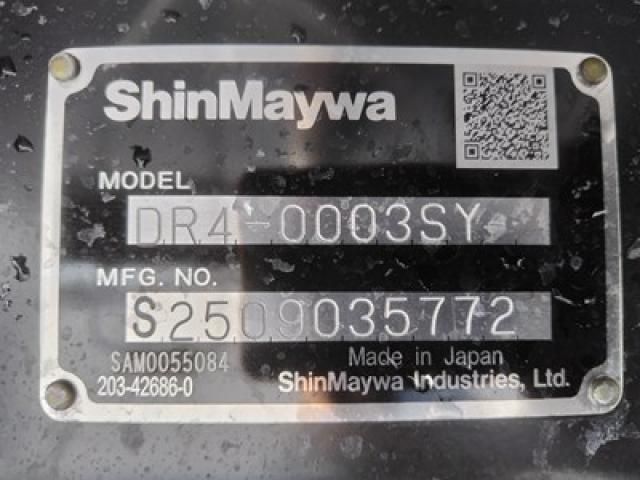 ShinMaywa
MODEL
DR4-0003SY
MFG. NO.
S2509035772
SAM0055084
Made in Japan
203-42686-0
ShinMaywa Industries, Ltd.